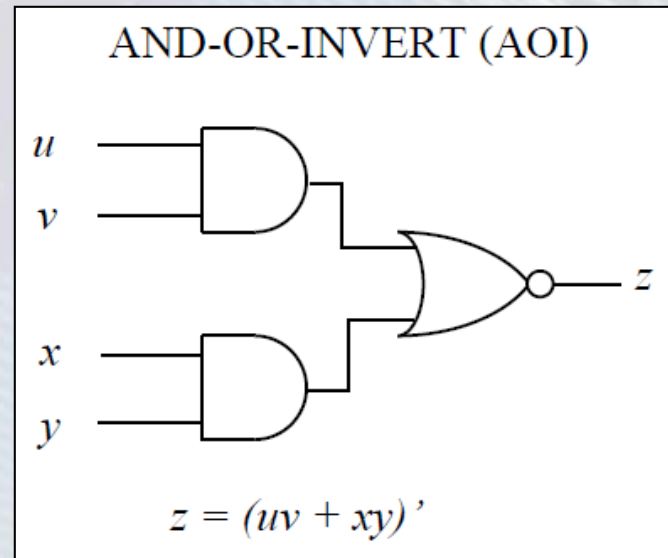 AND-OR-INVERT (AOI)
u
v
z
x
y
z = (uv + xy)’